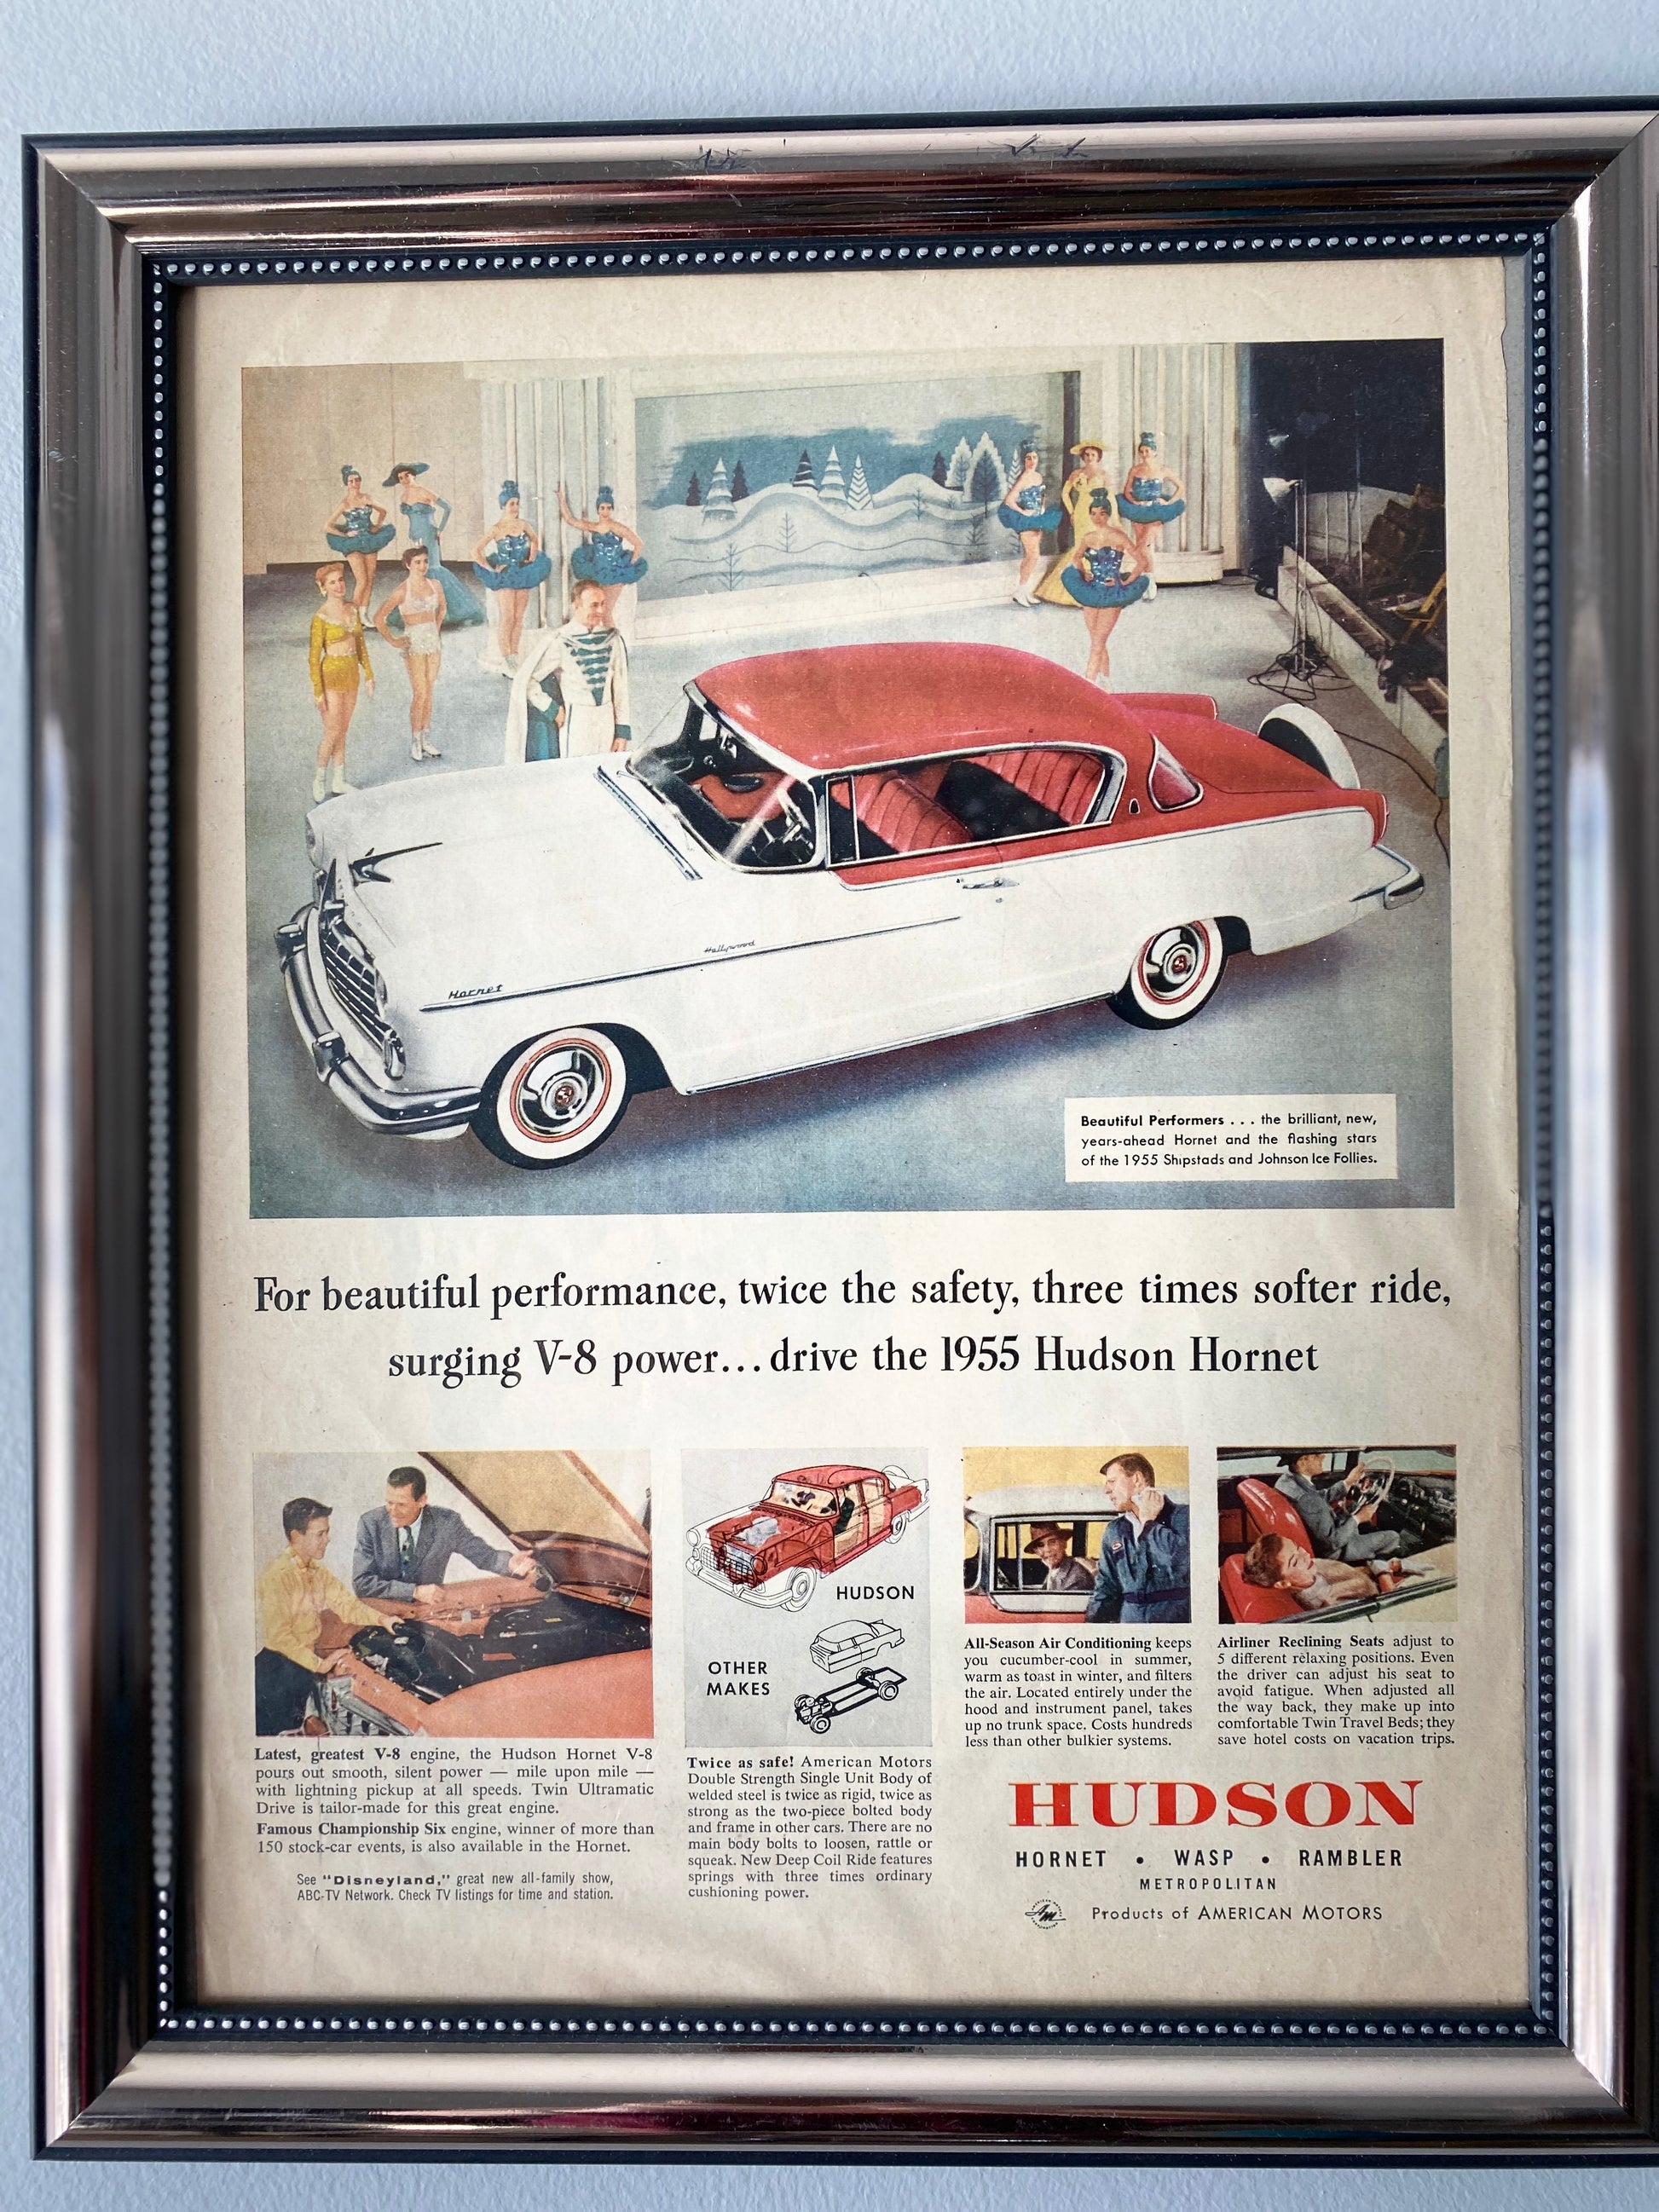 Hornet
Hollywood
Beautiful Performers . . . the brilliant, new,
years-ahead Hornet and the flashing stars
of the 1955 Shipstads and Johnson Ice Follies.
For beautiful performance, twice the safety, three times softer ride,
surging V-8 power...drive the 1955 Hudson Hornet
Latest, greatest V-8 engine, the Hudson Hornet V-8
pours out smooth, silent power — mile upon mile —
with lightning pickup at all speeds. Twin Ultramatic
Drive is tailor-made for this great engine.
Famous Championship Six engine, winner of more than
150 stock-car events, is also available in the Hornet.
See "Disneyland," great new all-family show,
ABC-TV Network. Check TV listings for time and station.
HUDSON
OTHER
MAKES
Twice as safe! American Motors
Double Strength Single Unit Body of
welded steel is twice as rigid, twice as
strong as the two-piece bolted body
and frame in other cars. There are no
main body bolts to loosen, rattle or
squeak. New Deep Coil Ride features
springs with three times ordinary
cushioning power.
All-Season Air Conditioning keeps
you cucumber-cool in summer,
warm as toast in winter, and filters
the air. Located entirely under the
hood and instrument panel, takes
up no trunk space. Costs hundreds
less than other bulkier systems.
Airliner Reclining Seats adjust to
5 different relaxing positions. Even
the driver can adjust his seat to
avoid fatigue. When adjusted all
the way back, they make up into
comfortable Twin Travel Beds; they
save hotel costs on vacation trips.
HUDSON
HORNET • WASP • RAMBLER
METROPOLITAN
AM
Products of AMERICAN MOTORS